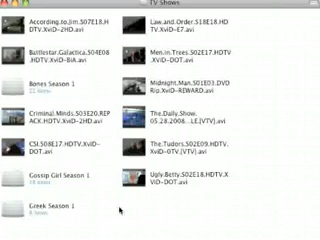 TV Shows
According.to.Jim.S07E18.H
DTV.XviD-2HD.avi
Law.and.Order.S18E18.HD
TV.XviD-E7.avi
Battlestar.Galactica.S04E08
.HDTV.XviD-BiA.avi
Men.in.Trees.S02E17.HDTV
.XviD-DOT.avi
Bones Season 1
22 items
Midnight.Man.S01E03.DVD
Rip.XviD-REWARD.avi
Criminal.Minds.S03E20.REP
ACK.HDTV.XviD-2HD.avi
The.Daily.Show.
05.28.2008...LE.[VTV].avi
CSI.S08E17.HDTV.XviD-
DOT.avi
The.Tudors.S02E09.HDTV.
XviD-0TV.[VTV].avi
Gossip Girl Season 1
Ugly.Betty.S02E18.HDTV.X
viD-DOT.avi
Greek Season 1